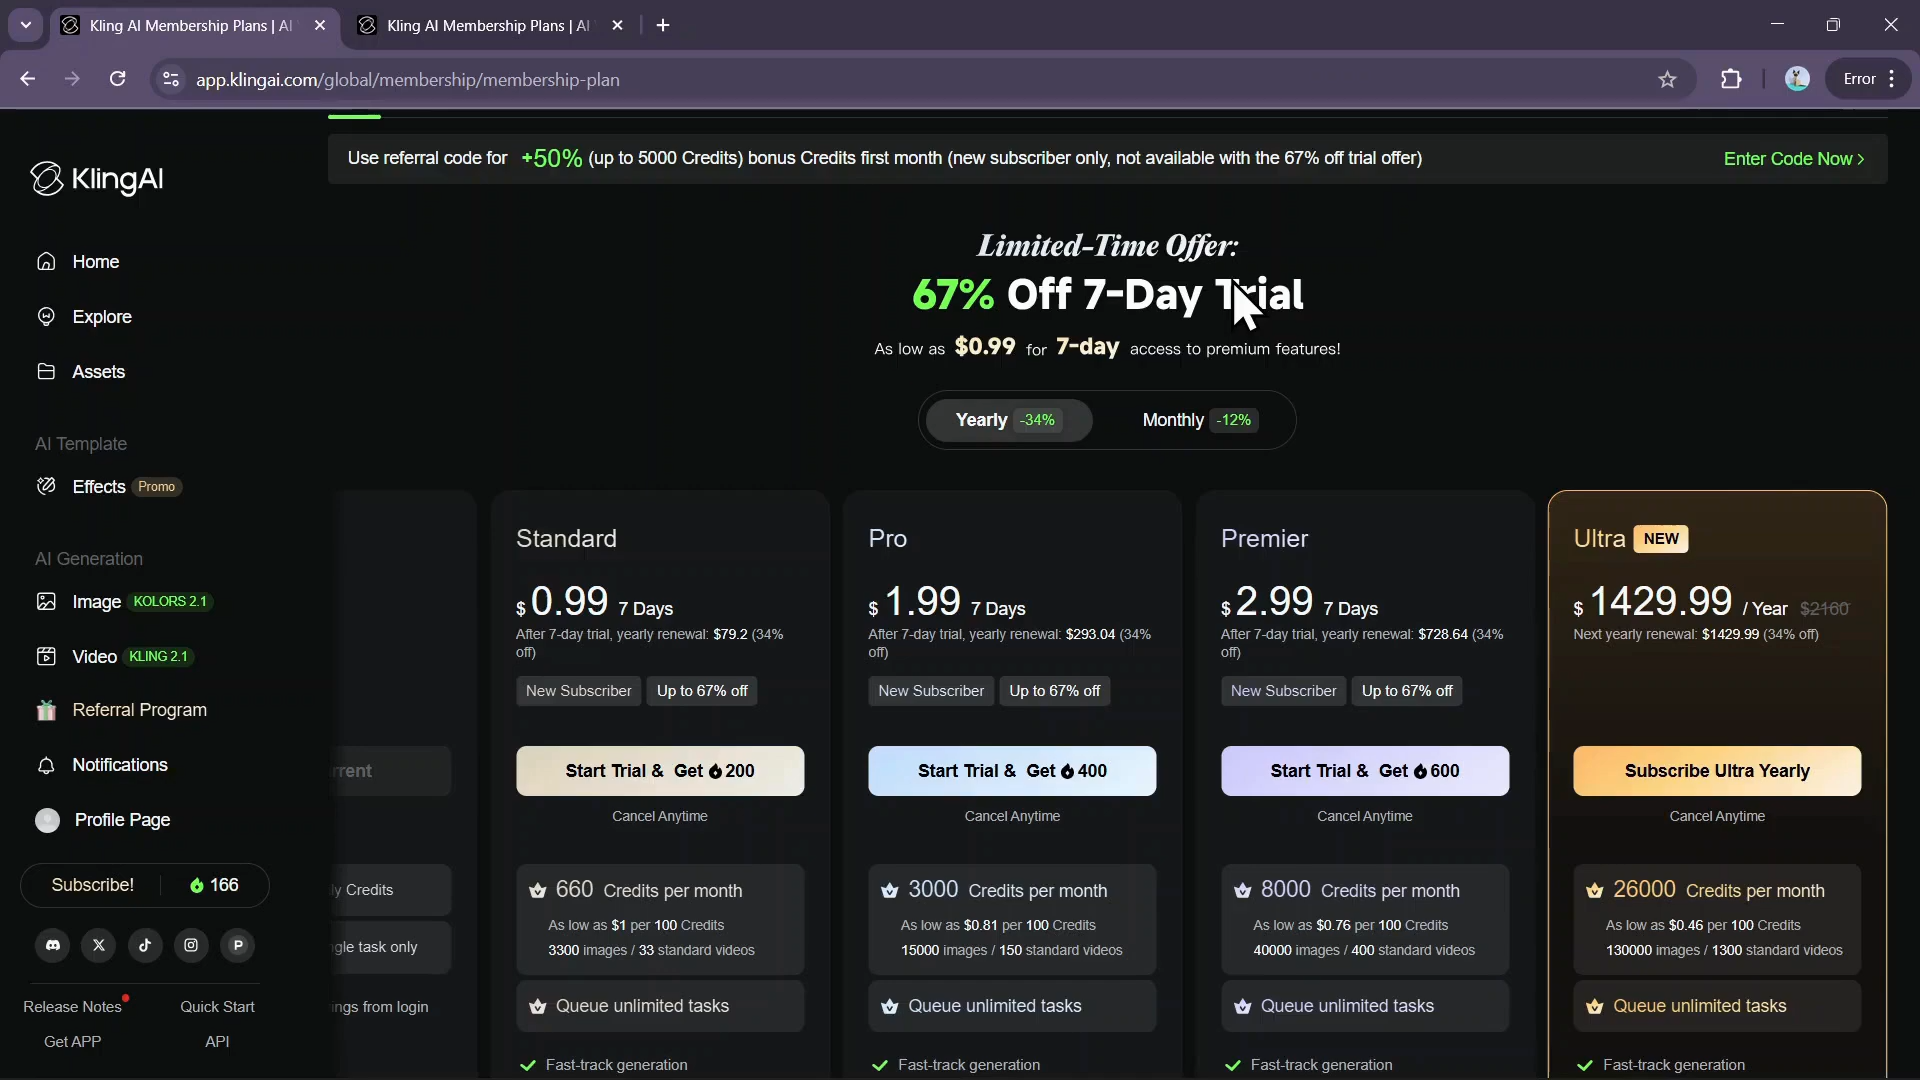 Kling AI Membership Plans | AI
Kling AI Membership Plans | AI
app.klingai.com/global/membership/membership-plan
Error
KlingAI
Home
Explore
Assets
AI Template
Effects Promo
AI Generation
Image KOLORS 2.1
Video KLING 2.1
Referral Program
Notifications
Profile Page
Subscribe! 166
Release Notes Quick Start
Get APP API
Use referral code for +50% (up to 5000 Credits) bonus Credits first month (new subscriber only, not available with the 67% off trial offer) Enter Code Now >
Limited-Time Offer:
67% Off 7-Day Trial
As low as $0.99 for 7-day access to premium features!
Yearly -34% Monthly -12%
rrent
ly Credits
gle task only
ings from login
Standard
$ 0.99 7 Days
After 7-day trial, yearly renewal: $79.2 (34%
off)
New Subscriber Up to 67% off
Start Trial & Get 200
Cancel Anytime
660 Credits per month
As low as $1 per 100 Credits
3300 images / 33 standard videos
Queue unlimited tasks
Fast-track generation
Pro
$ 1.99 7 Days
After 7-day trial, yearly renewal: $293.04 (34%
off)
New Subscriber Up to 67% off
Start Trial & Get 400
Cancel Anytime
3000 Credits per month
As low as $0.81 per 100 Credits
15000 images / 150 standard videos
Queue unlimited tasks
Fast-track generation
Premier
$ 2.99 7 Days
After 7-day trial, yearly renewal: $728.64 (34%
off)
New Subscriber Up to 67% off
Start Trial & Get 600
Cancel Anytime
8000 Credits per month
As low as $0.76 per 100 Credits
40000 images / 400 standard videos
Queue unlimited tasks
Fast-track generation
Ultra NEW
$ 1429.99 / Year $2160
Next yearly renewal: $1429.99 (34% off)
Subscribe Ultra Yearly
Cancel Anytime
26000 Credits per month
As low as $0.46 per 100 Credits
130000 images / 1300 standard videos
Queue unlimited tasks
Fast-track generation